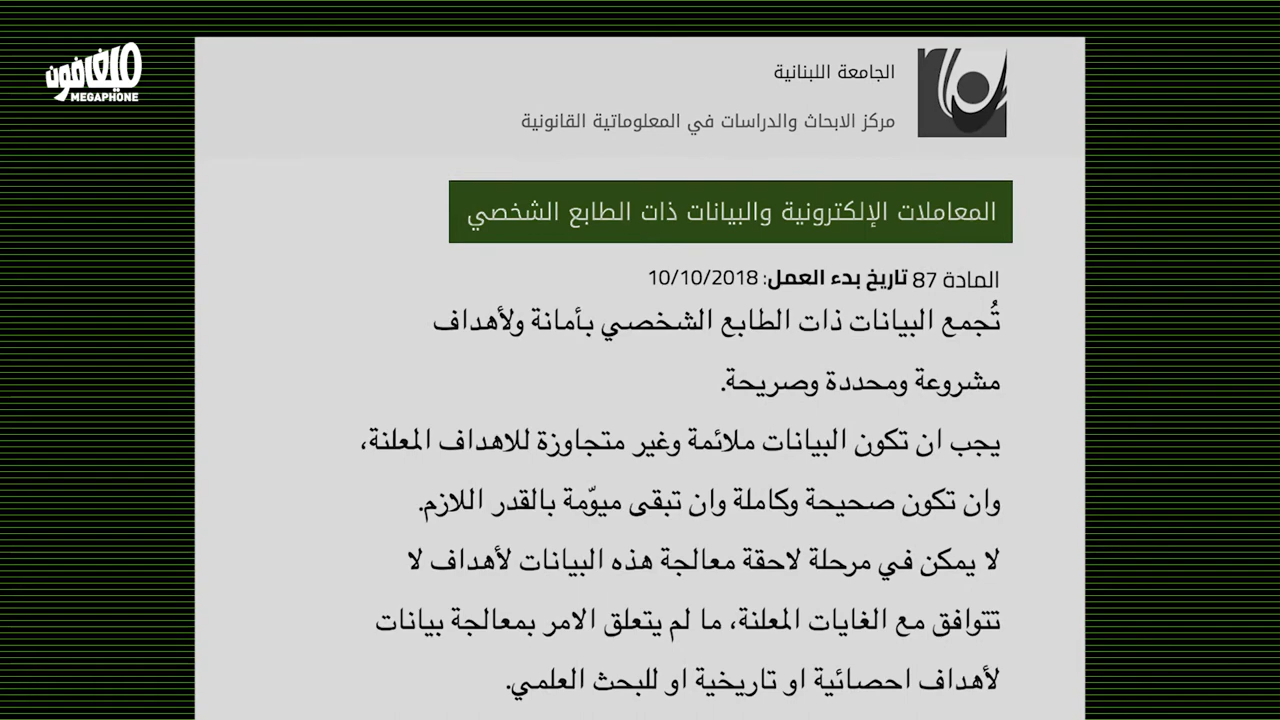 ميغافون
MEGAPHONE
الجامعة اللبنانية
مركز الابحاث والدراسات في المعلوماتية القانونية
المعاملات الإلكترونية والبيانات ذات الطابع الشخصي
المادة 87 تاريخ بدء العمل: 10/10/2018
تُجمع البيانات ذات الطابع الشخصي بأمانة ولأهداف
مشروعة ومحددة وصريحة.
يجب ان تكون البيانات ملائمة وغير متجاوزة للاهداف المعلنة،
وان تكون صحيحة وكاملة وان تبقى ميوّمة بالقدر اللازم.
لا يمكن في مرحلة لاحقة معالجة هذه البيانات لأهداف لا
تتوافق مع الغايات المعلنة، ما لم يتعلق الامر بمعالجة بيانات
لأهداف احصائية او تاريخية او للبحث العلمي.